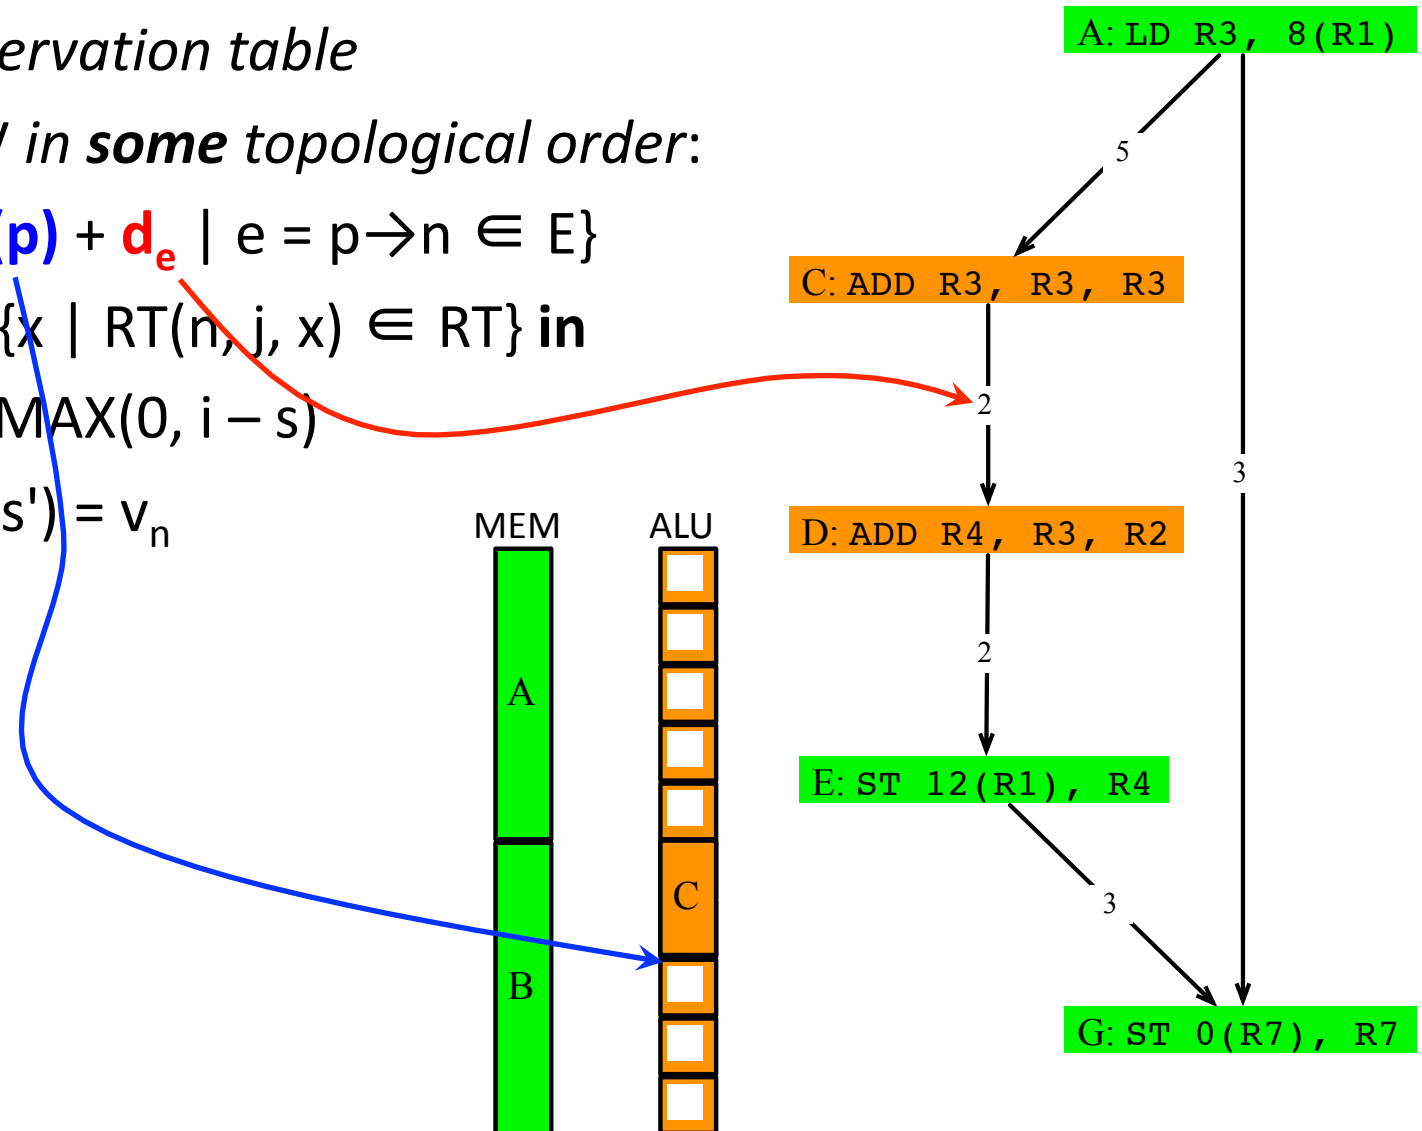 ervation table
in some topological order:
(p) + dₑ | e = p→n ∈ E}
{x | RT(n, j, x) ∈ RT} in
MAX(0, i – s)
s') = vₙ
MEM ALU
A
B
C
A: LD R3, 8(R1)
5
C: ADD R3, R3, R3
2
3
D: ADD R4, R3, R2
2
E: ST 12(R1), R4
3
G: ST 0(R7), R7